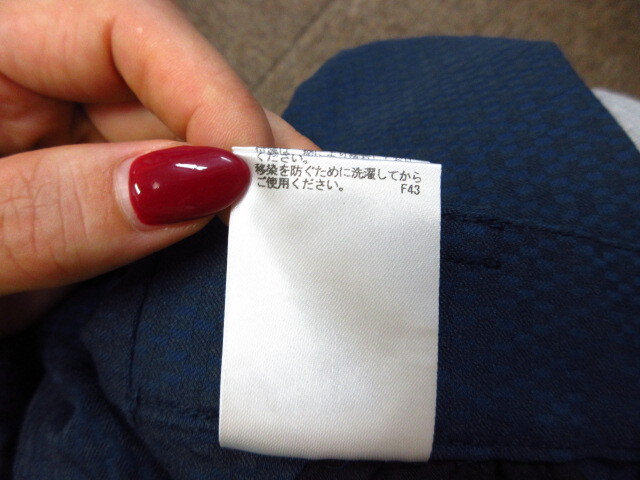 ください。
移染を防ぐために洗濯してから
ご使用ください。 F43